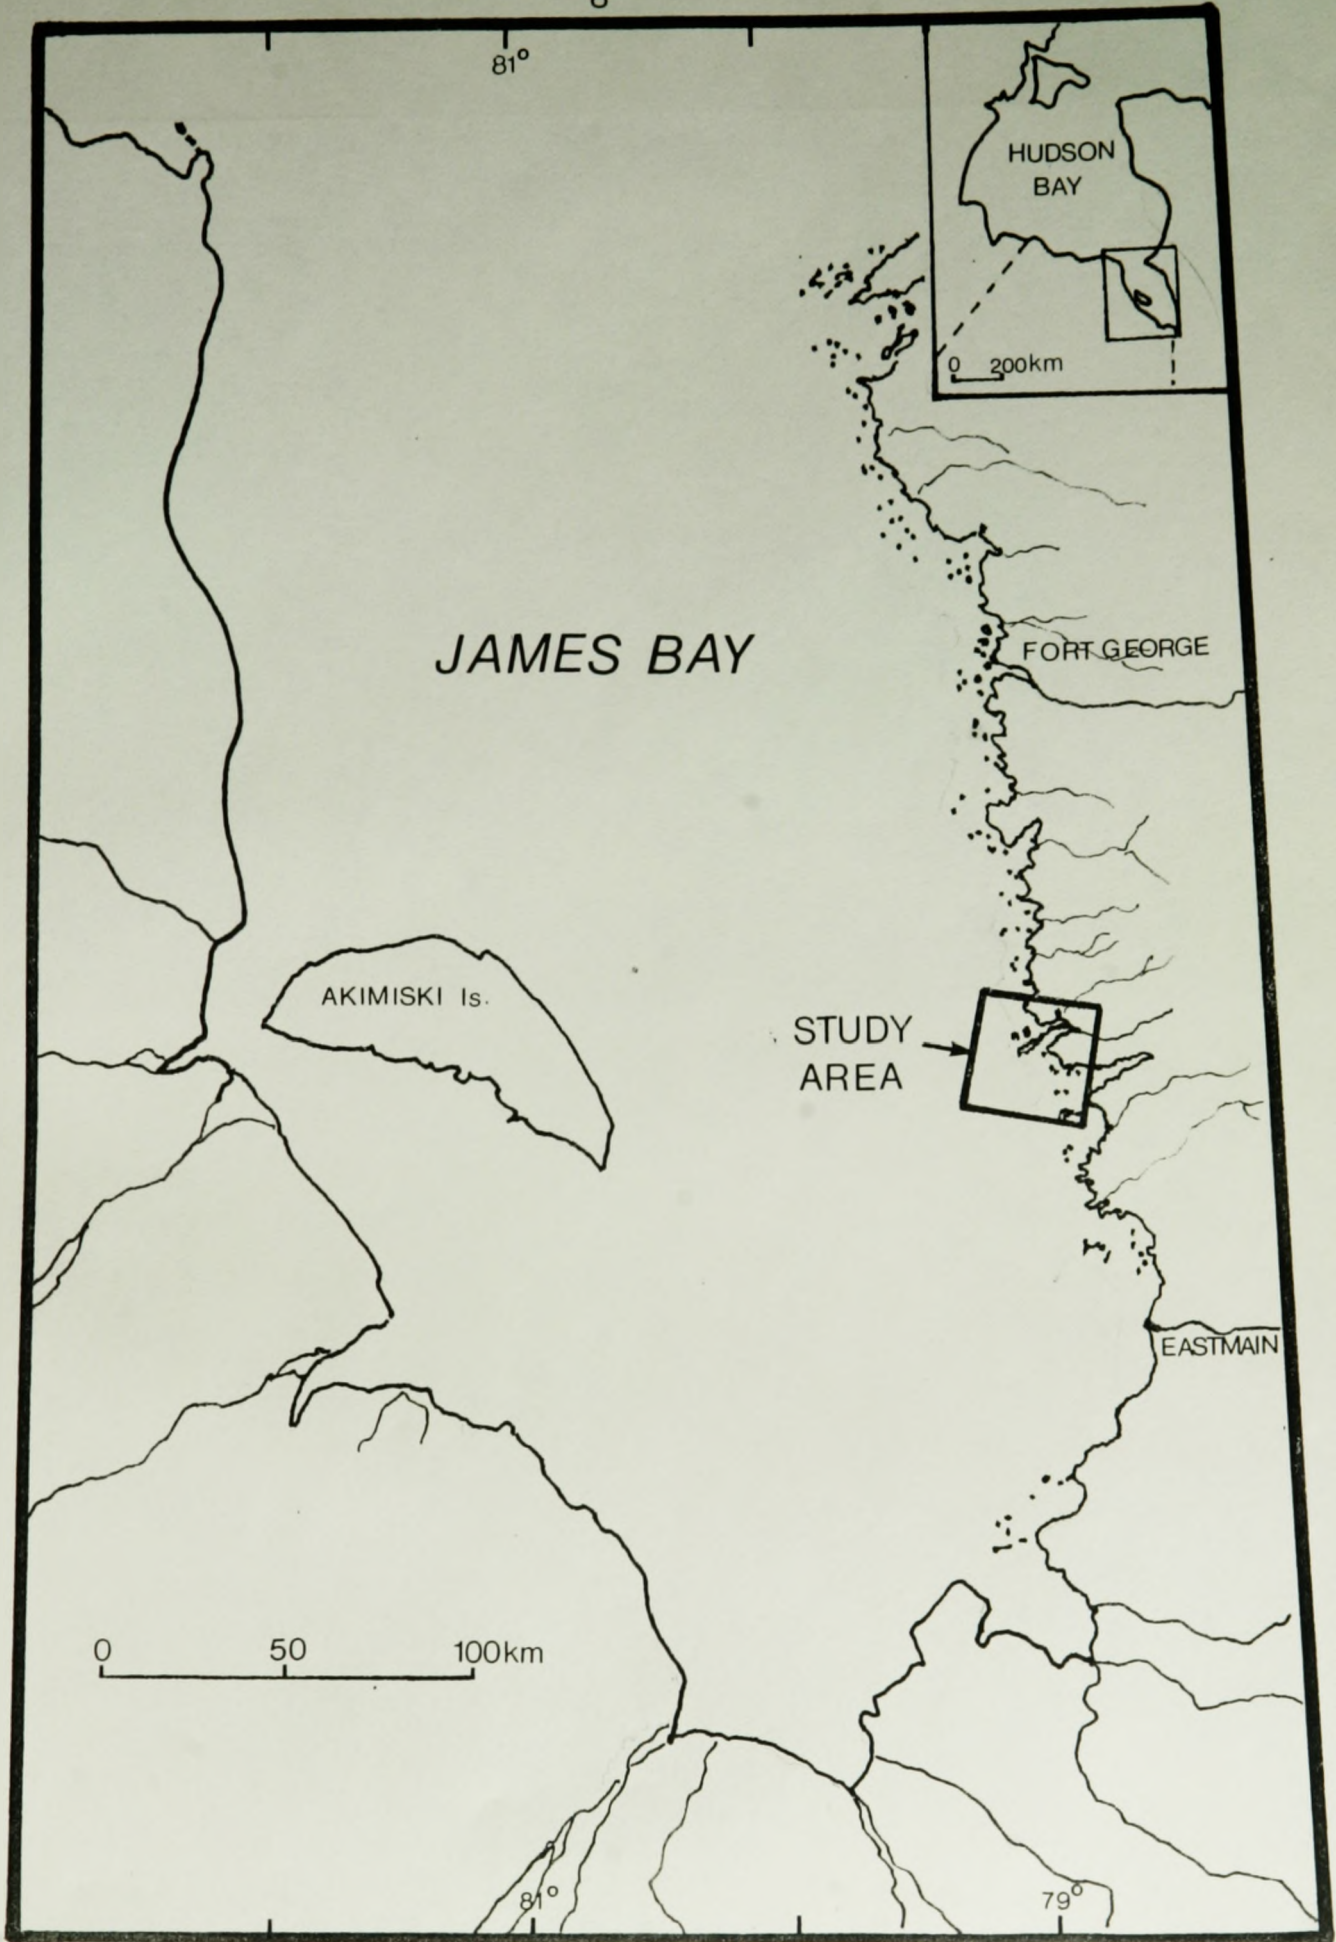 81°
HUDSON
BAY
0 200km
JAMES BAY
FORT GEORGE
AKIMISKI Is.
STUDY
AREA
EASTMAIN
0 50 100km
81° 79°